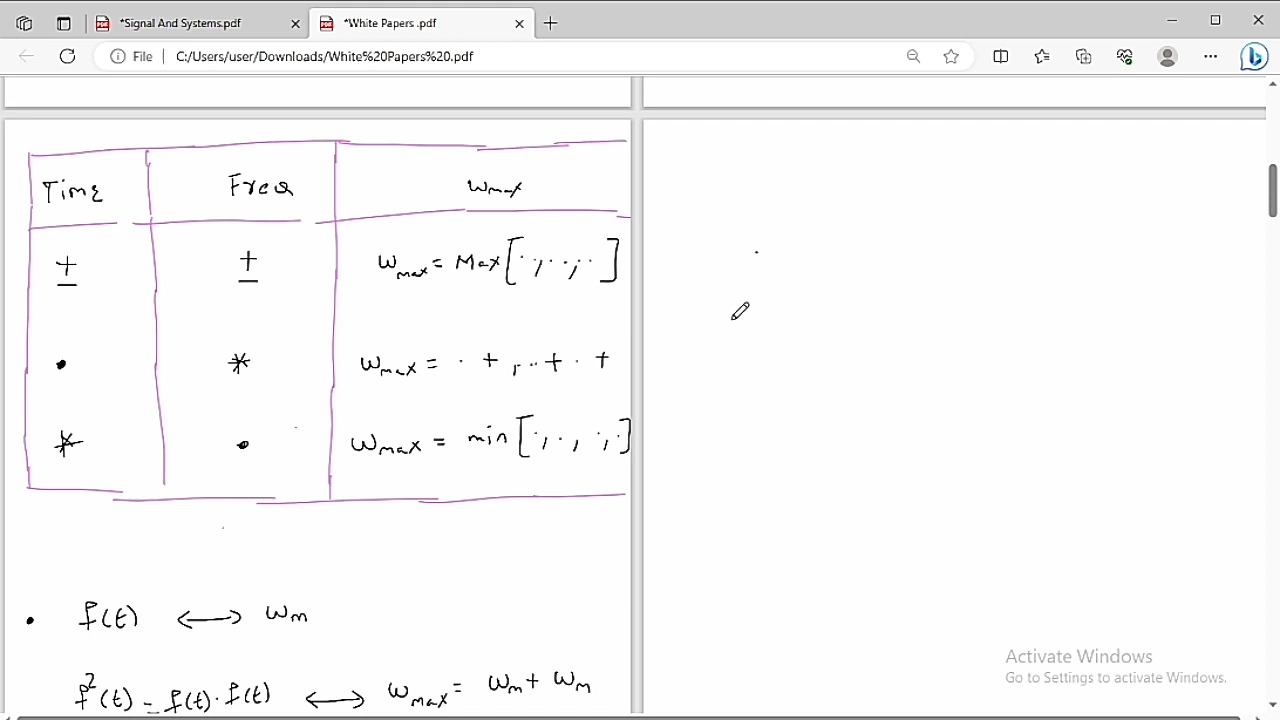 *Signal And Systems.pdf
*White Papers .pdf
File C:/Users/user/Downloads/White%20Papers%20.pdf
Time Freq ωmax
± ± ωmax = Max[·,··,··]
• * ωmax = · + ,··+ · +
* • ωmax = min[·,·, ·,·]
• f(t) ⟷ ωm
f²(t) = f(t)·f(t) ⟷ ωmax = ωm + ωm
Activate Windows
Go to Settings to activate Windows.